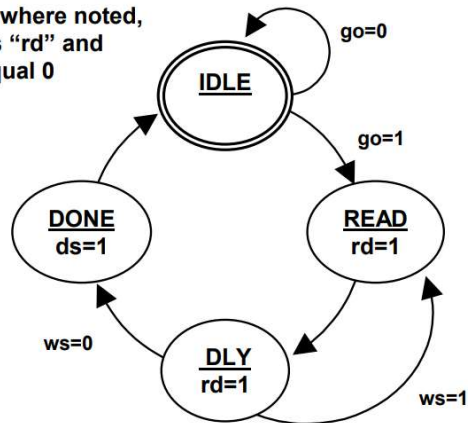 where noted,
s “rd” and
qual 0
go=0
IDLE
go=1
DONE
ds=1
READ
rd=1
ws=0
DLY
rd=1
ws=1